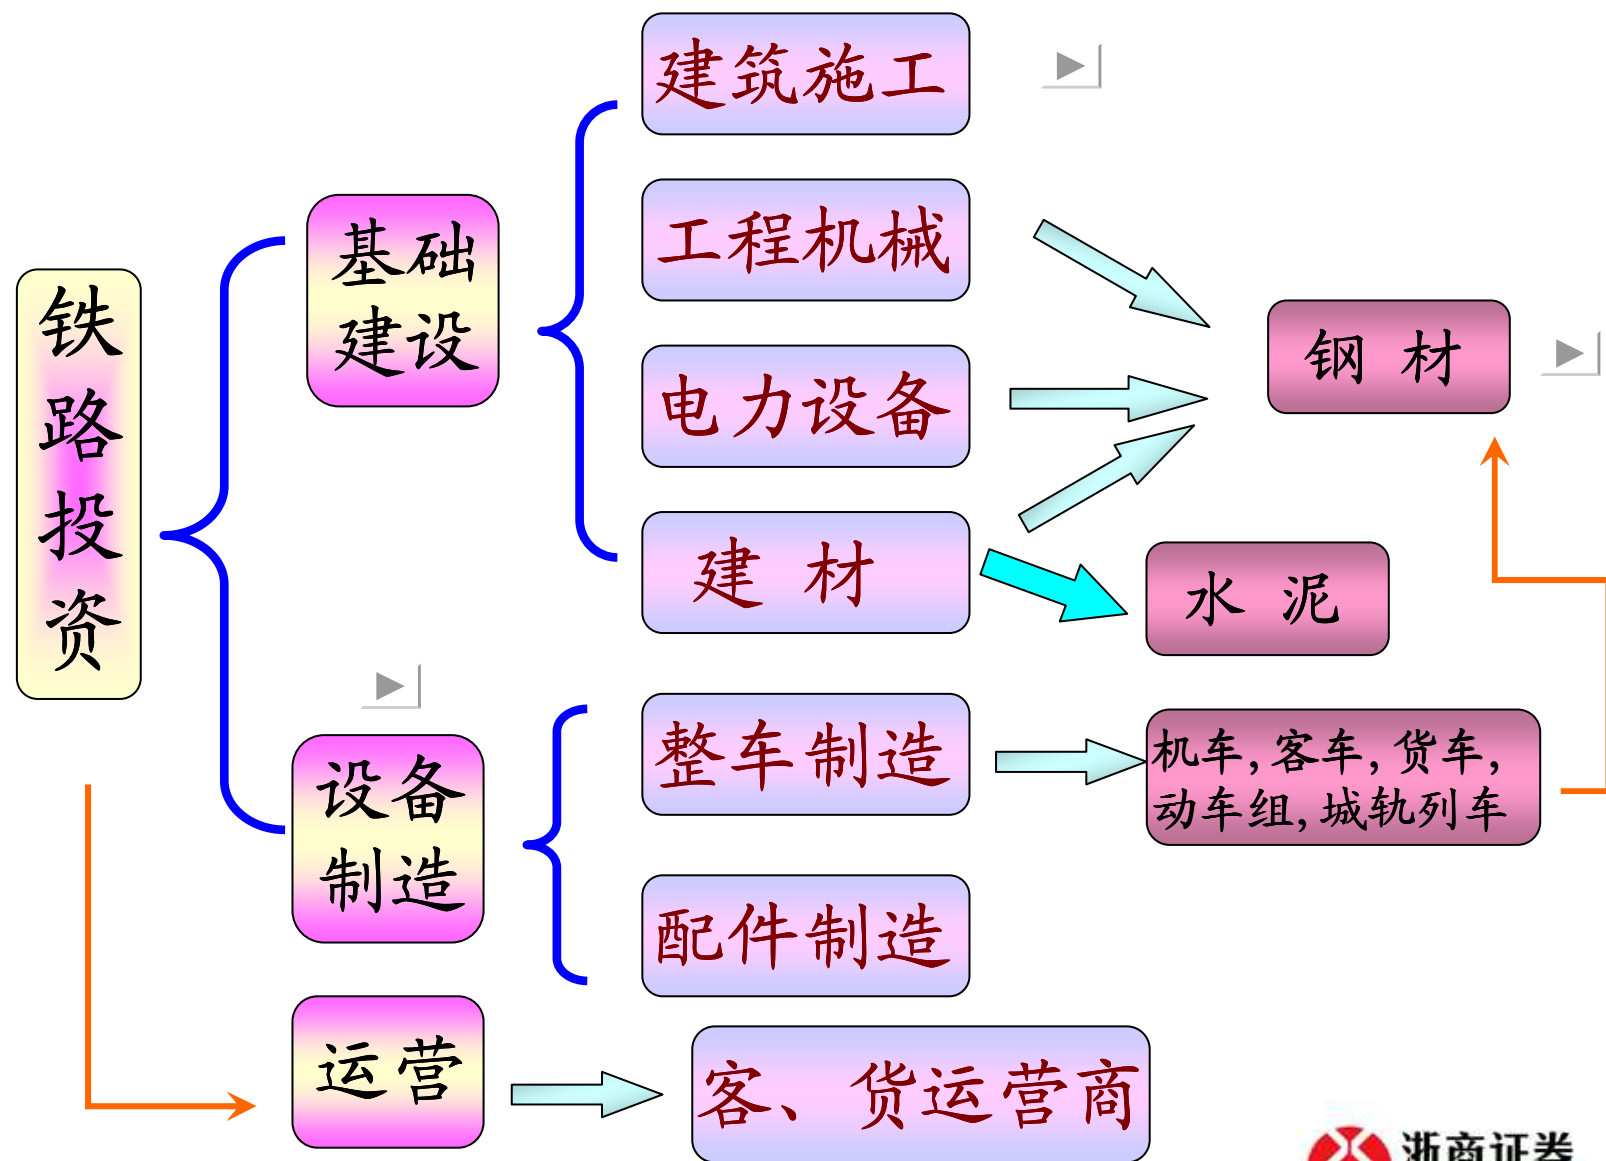 铁
路
投
资
基础
建设
建筑施工
工程机械
电力设备
建 材
钢 材
水 泥
设备
制造
整车制造
机车,客车,货车,
动车组,城轨列车
配件制造
运营
客、货运营商
浙商证券